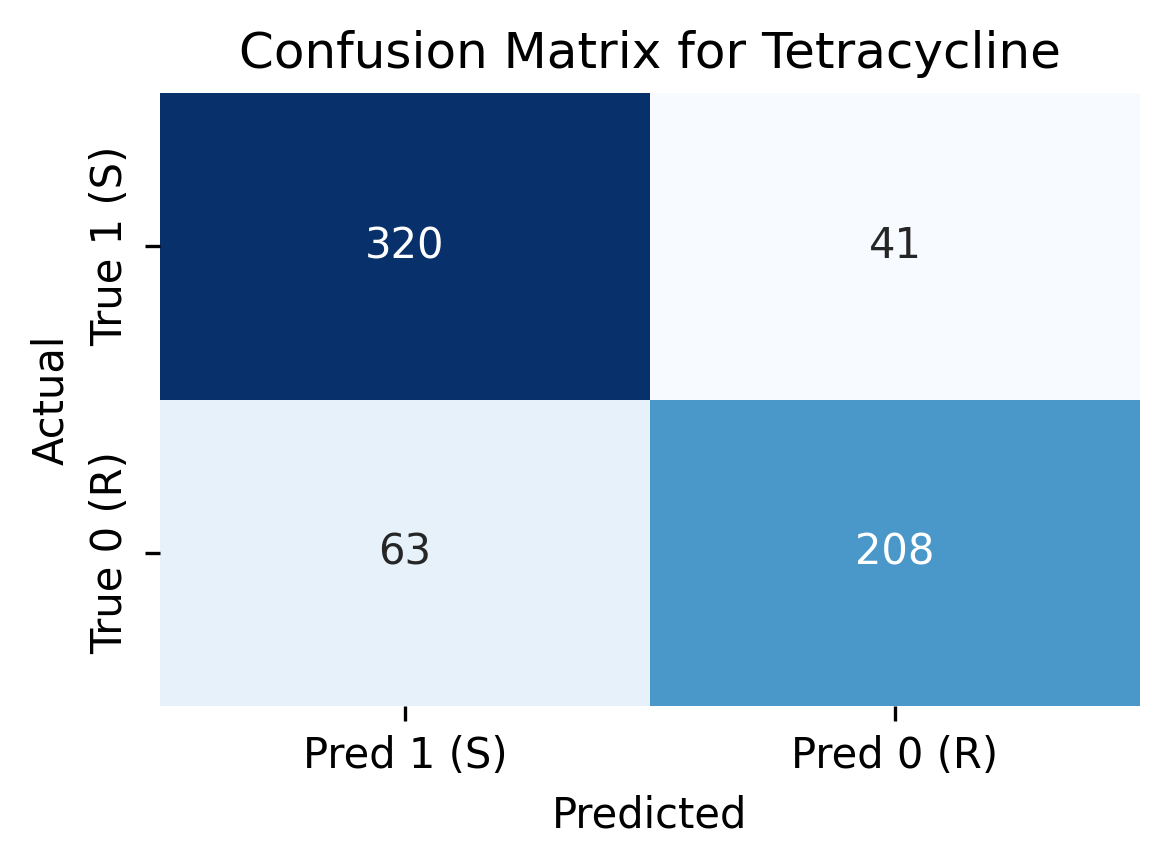 Confusion Matrix for Tetracycline
Actual
True 1 (S)
320
41
True 0 (R)
63
208
Pred 1 (S)
Pred 0 (R)
Predicted